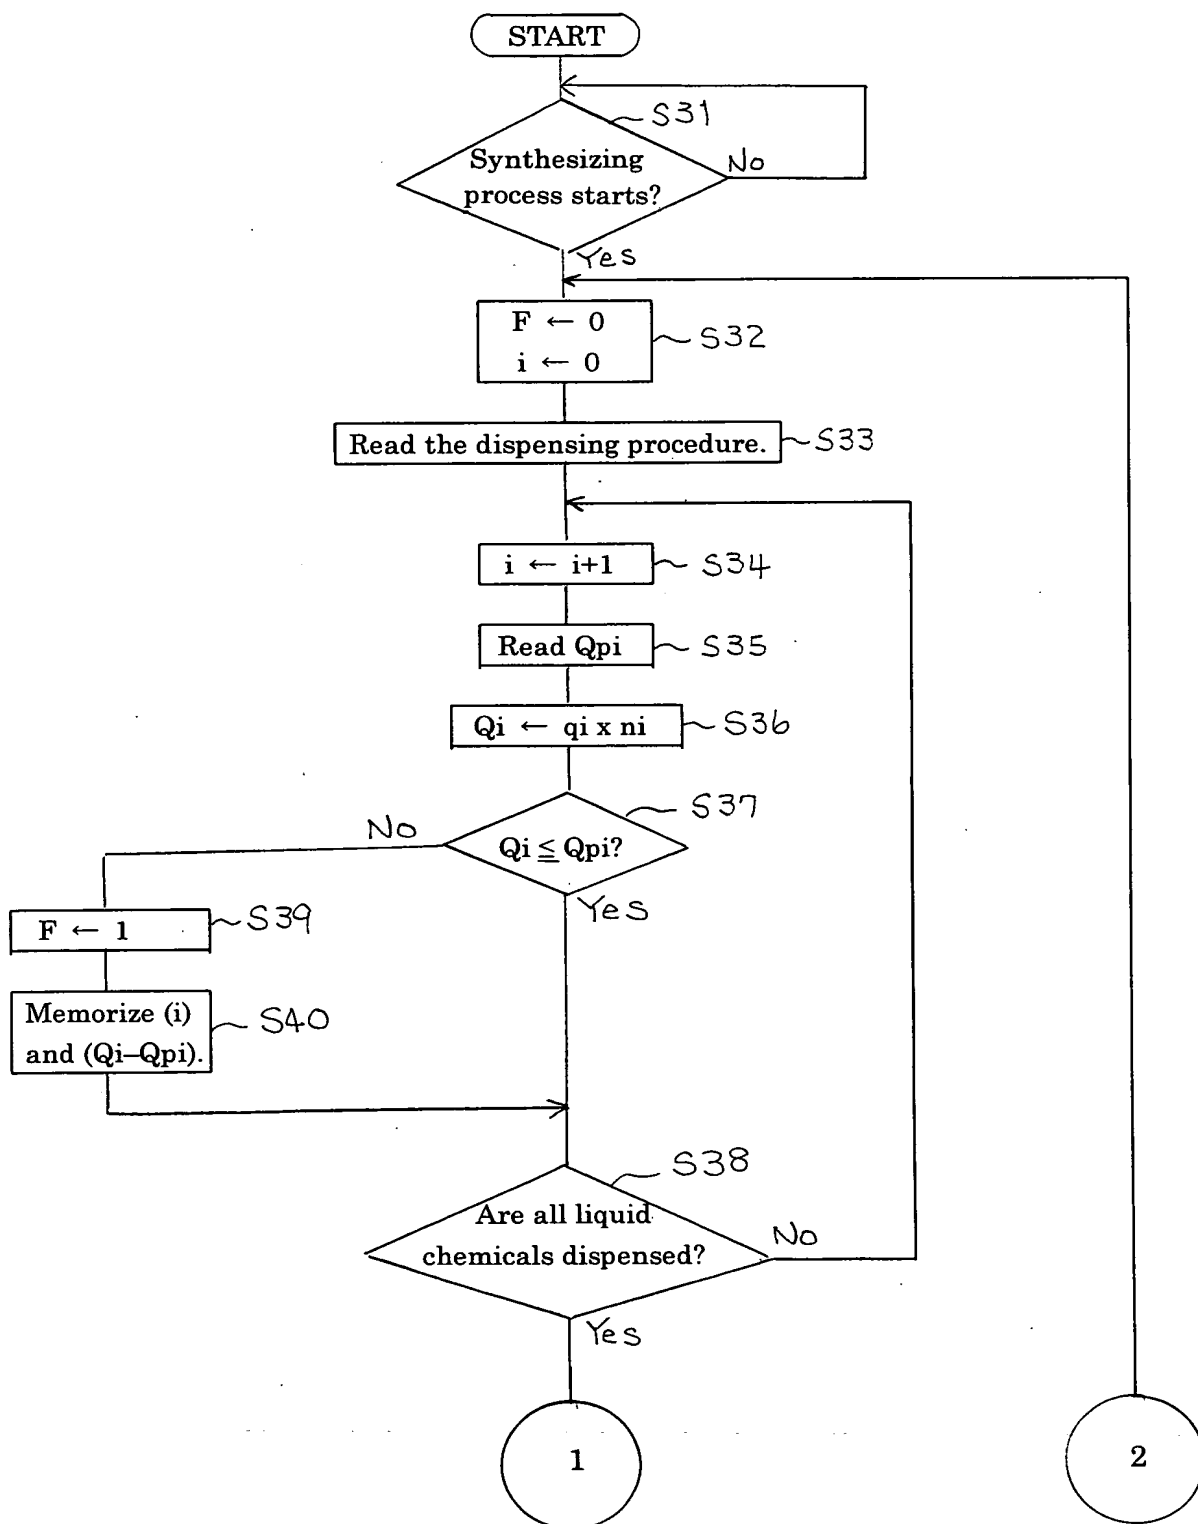 START
S31
Synthesizing
process starts?
No
Yes
F ← 0
i ← 0
S32
Read the dispensing procedure.
S33
i ← i+1
S34
Read Qpi
S35
Qi ← qi x ni
S36
S37
No
Qi ≦ Qpi?
Yes
F ← 1
S39
Memorize (i)
and (Qi–Qpi).
S40
S38
Are all liquid
chemicals dispensed?
No
Yes
1
2